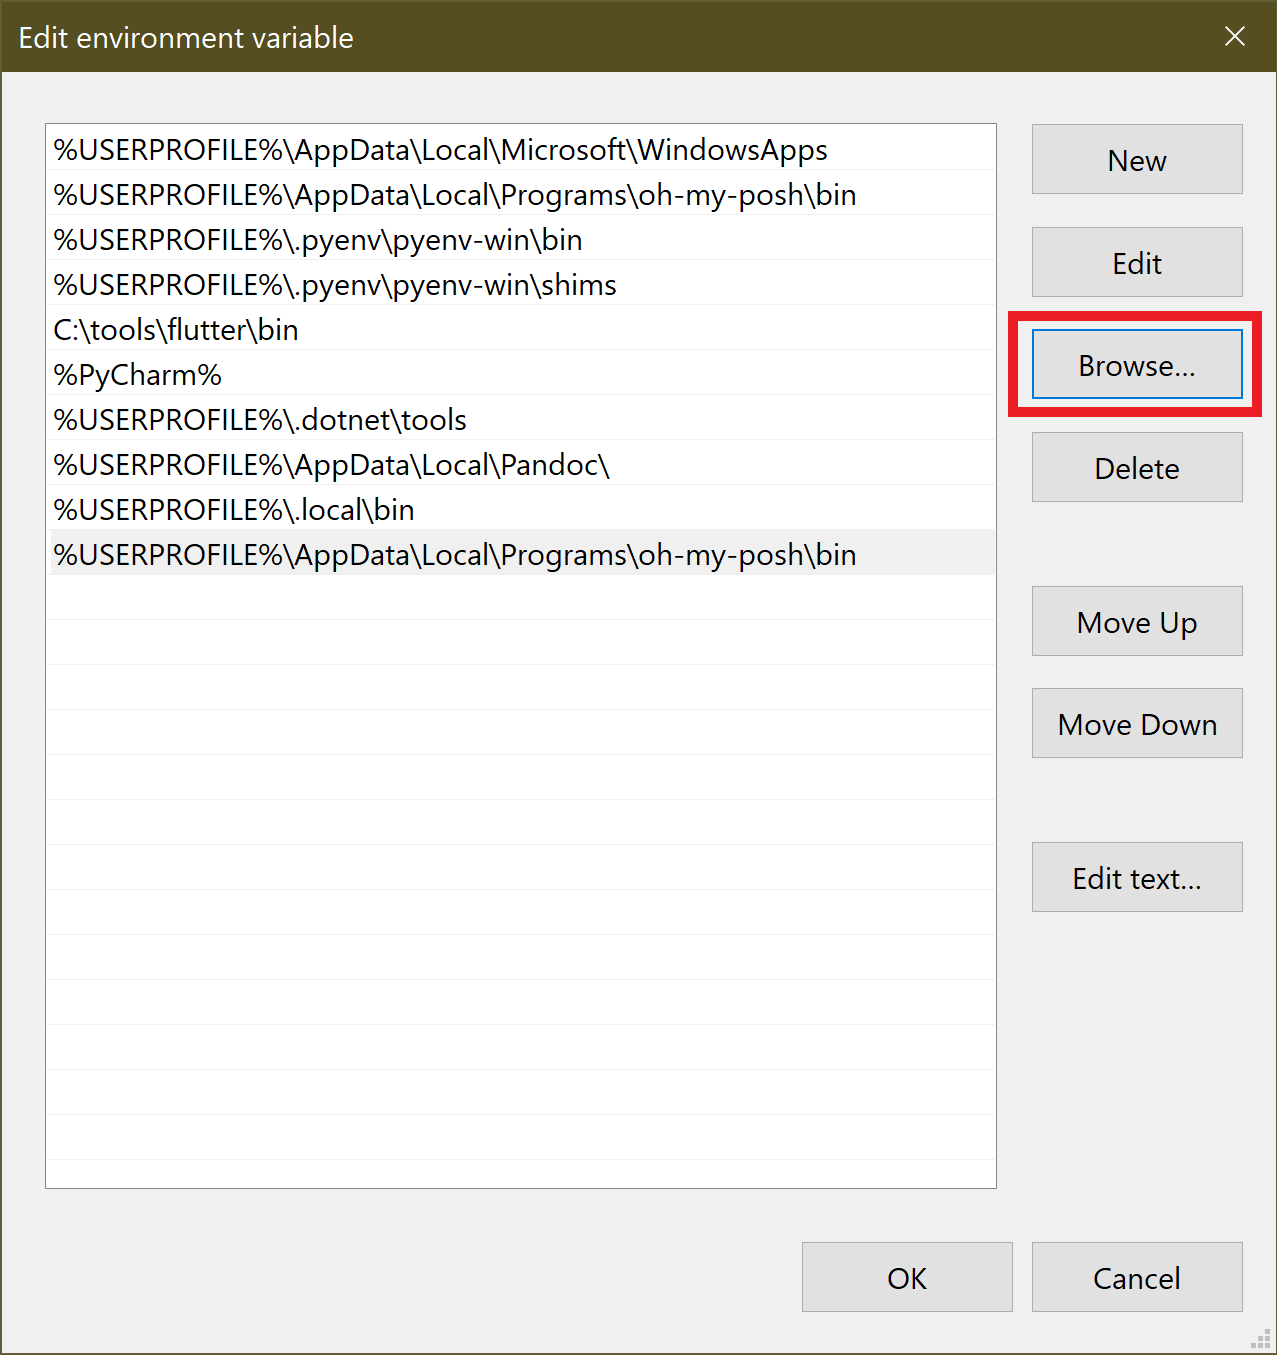 Edit environment variable
%USERPROFILE%\AppData\Local\Microsoft\WindowsApps
%USERPROFILE%\AppData\Local\Programs\oh-my-posh\bin
%USERPROFILE%\.pyenv\pyenv-win\bin
%USERPROFILE%\.pyenv\pyenv-win\shims
C:\tools\flutter\bin
%PyCharm%
%USERPROFILE%\.dotnet\tools
%USERPROFILE%\AppData\Local\Pandoc\
%USERPROFILE%\.local\bin
%USERPROFILE%\AppData\Local\Programs\oh-my-posh\bin
New
Edit
Browse...
Delete
Move Up
Move Down
Edit text...
OK
Cancel